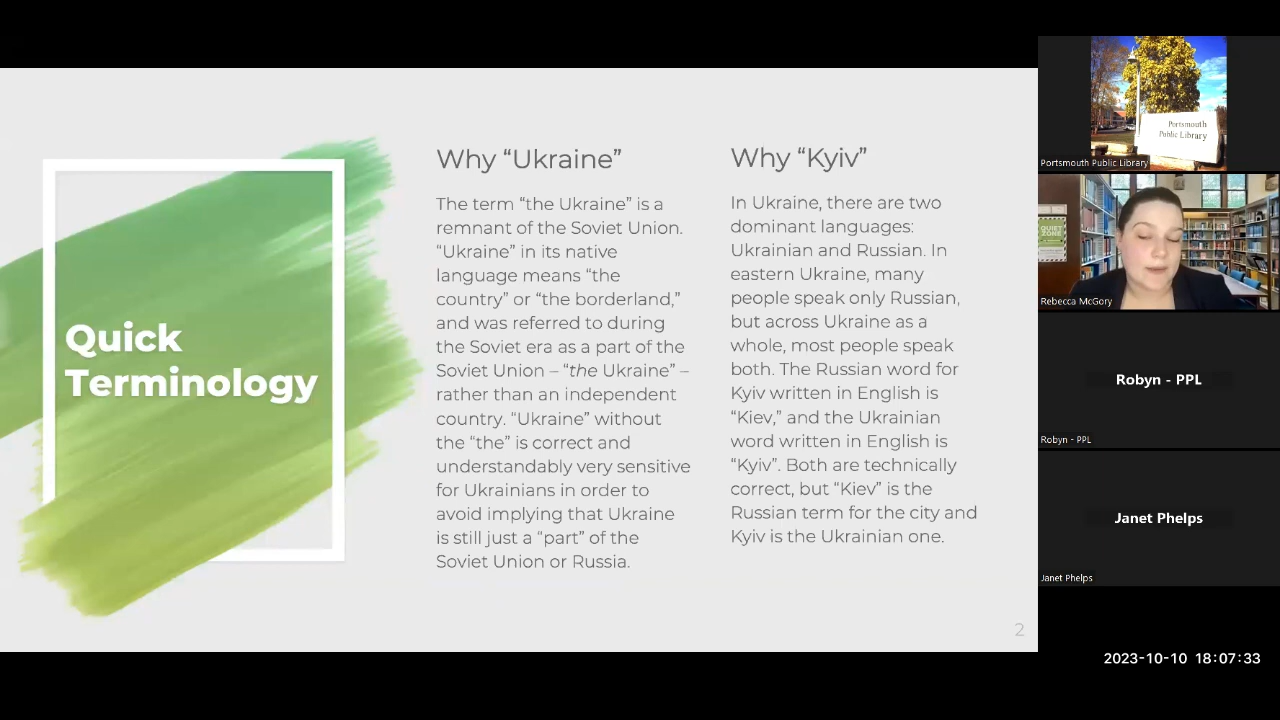 Quick
Terminology
Why “Ukraine”
The term “the Ukraine” is a
remnant of the Soviet Union.
“Ukraine” in its native
language means “the
country” or “the borderland,”
and was referred to during
the Soviet era as a part of the
Soviet Union – “the Ukraine” –
rather than an independent
country. “Ukraine” without
the “the” is correct and
understandably very sensitive
for Ukrainians in order to
avoid implying that Ukraine
is still just a “part” of the
Soviet Union or Russia.
Why “Kyiv”
In Ukraine, there are two
dominant languages:
Ukrainian and Russian. In
eastern Ukraine, many
people speak only Russian,
but across Ukraine as a
whole, most people speak
both. The Russian word for
Kyiv written in English is
“Kiev,” and the Ukrainian
word written in English is
“Kyiv”. Both are technically
correct, but “Kiev” is the
Russian term for the city and
Kyiv is the Ukrainian one.
2
Portsmouth
Public Library
Portsmouth Public Library
QUIET
ZONE
Rebecca McGory
Robyn - PPL
Robyn - PPL
Janet Phelps
Janet Phelps
2023-10-10 18:07:33